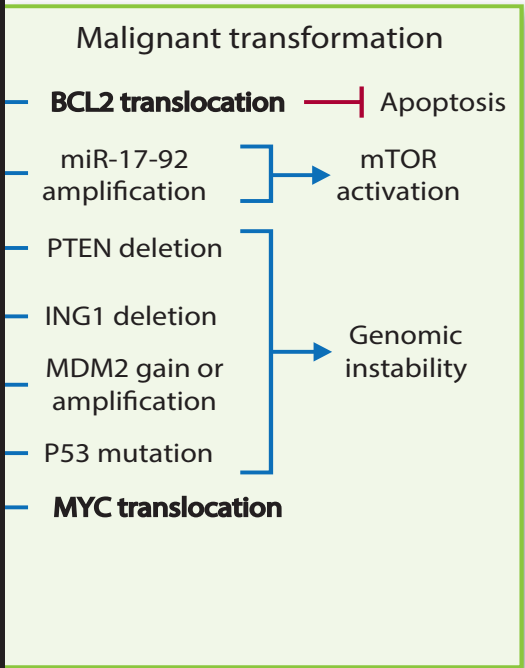 Malignant transformation
BCL2 translocation
Apoptosis
miR-17-92
amplification
mTOR
activation
PTEN deletion
ING1 deletion
MDM2 gain or
amplification
P53 mutation
Genomic
instability
MYC translocation